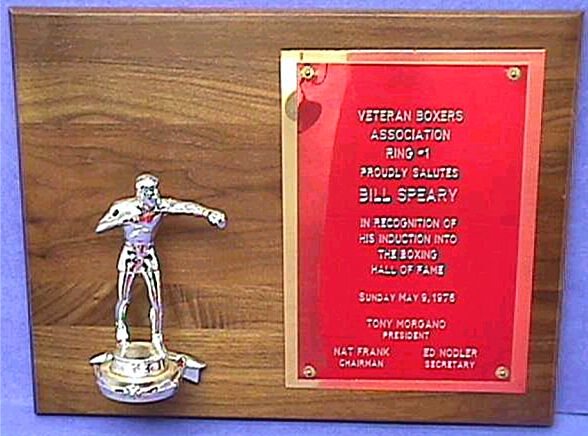 VETERAN BOXERS
ASSOCIATION
RING #1
PROUDLY SALUTES
BILL SPEARY
IN RECOGNITION OF
HIS INDUCTION INTO
THE BOXING
HALL OF FAME
SUNDAY MAY 9, 1976
TONY MORGANO
PRESIDENT
NAT FRANK ED NODLER
CHAIRMAN SECRETARY